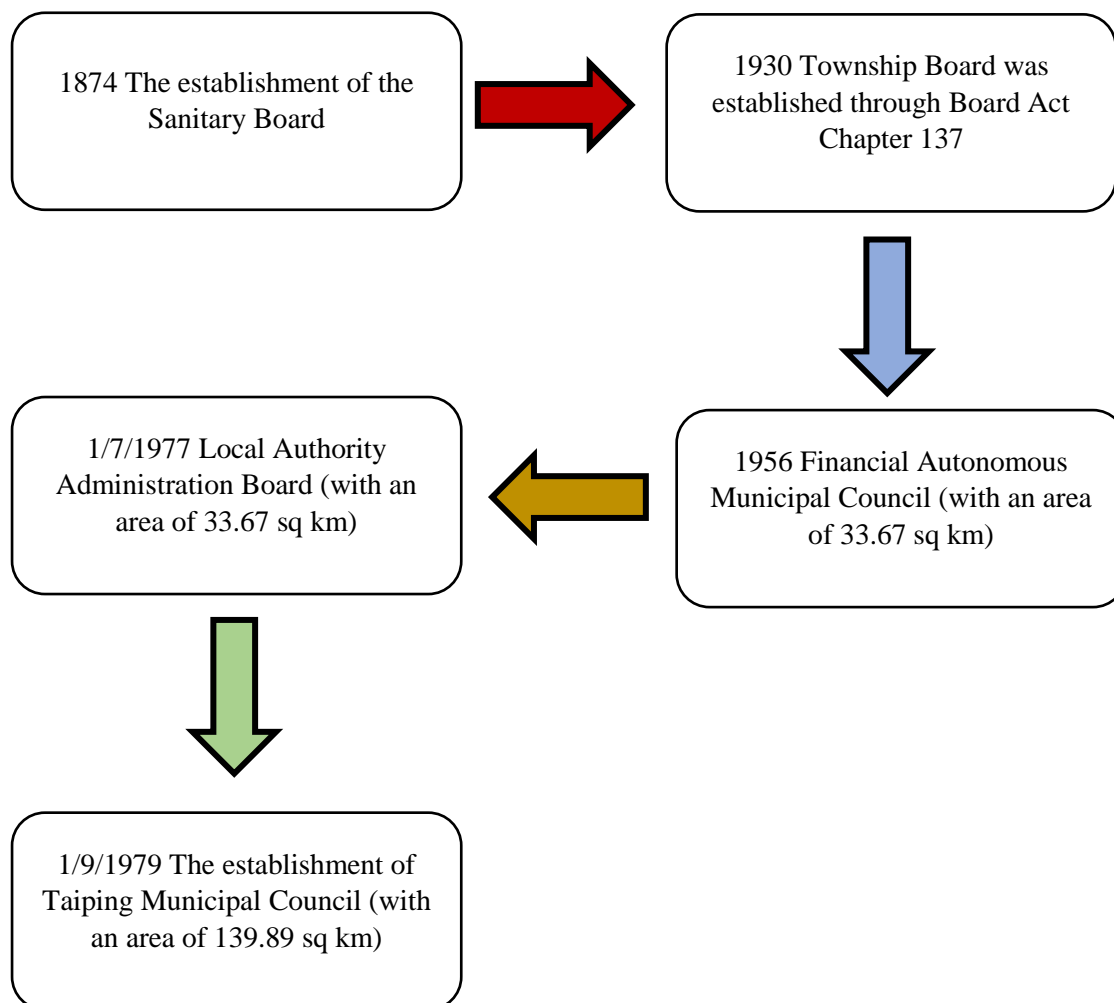 1874 The establishment of the
Sanitary Board
1930 Township Board was
established through Board Act
Chapter 137
1956 Financial Autonomous
Municipal Council (with an area
of 33.67 sq km)
1/7/1977 Local Authority
Administration Board (with an
area of 33.67 sq km)
1/9/1979 The establishment of
Taiping Municipal Council (with
an area of 139.89 sq km)